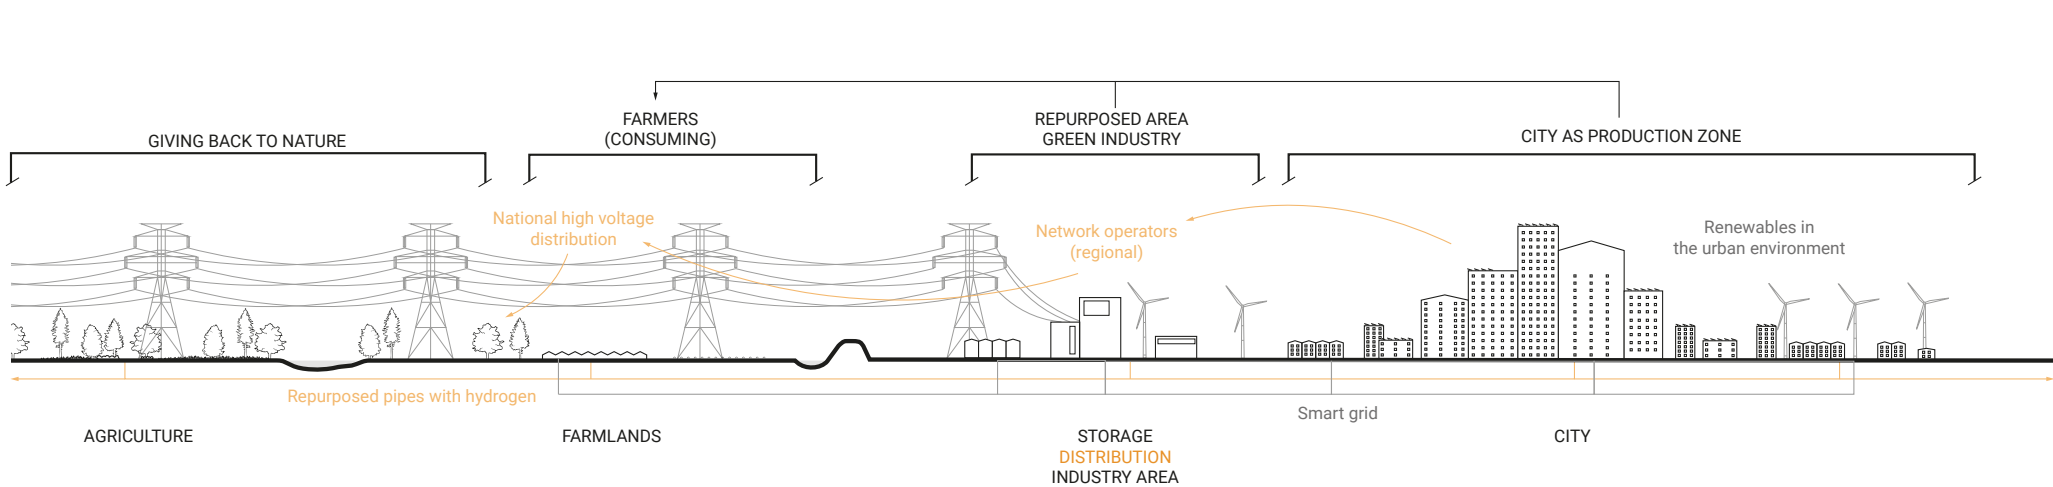 FARMERS
(CONSUMING)
REPURPOSED AREA
GREEN INDUSTRY
GIVING BACK TO NATURE
CITY AS PRODUCTION ZONE
National high voltage
distribution
Network operators
(regional)
Renewables in
the urban environment
Repurposed pipes with hydrogen
Smart grid
AGRICULTURE
FARMLANDS
STORAGE
DISTRIBUTION
INDUSTRY AREA
CITY